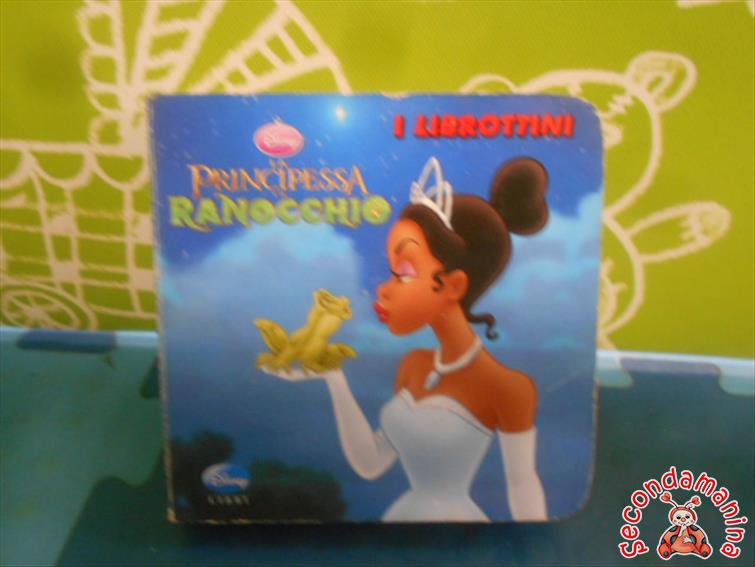 I LIBROTTINI
Disney
LA
PRINCIPESSA
RANOCCHIO
Disney
LIBRI
secondamanina